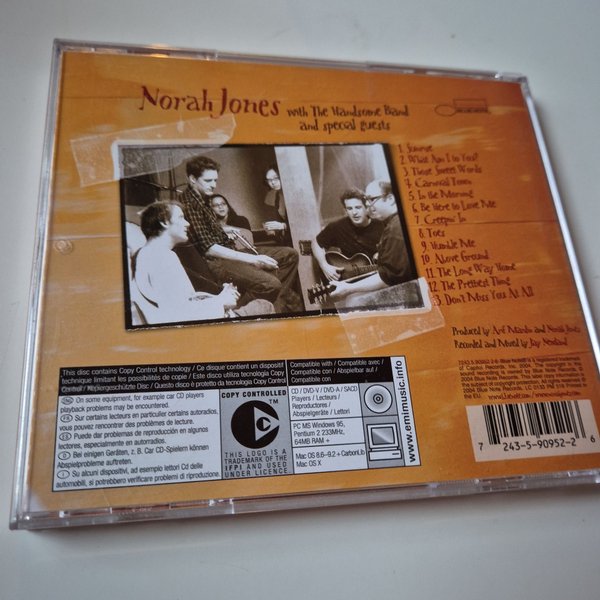 Norah Jones with The Handsome Band
and special guests
1. Sunrise
2. What Am I to You?
3. Those Sweet Words
4. Carnival Town
5. In the Morning
6. Be Here to Love Me
7. Creepin' In
8. Toes
9. Humble Me
10. Above Ground
11. The Long Way Home
12. The Prettiest Thing
13. Don't Miss You At All
Produced by Arif Mardin and Norah Jones
Recorded and Mixed by Jay Newland
This disc contains Copy Control technology / Ce disque contient un dispositif
technique limitant les possibilités de copie / Este disco utiliza tecnologia Copy
Control / Kopiergeschützte Disc / Questo disco è protetto da tecnologia Copy Control
EN On some equipment, for example car CD players
playback problems may be encountered.
FR Sur certains lecteurs en particulier certains autoradios,
vous pouvez rencontrer des problèmes de lecture.
ES Puede dar problemas de reproducción en algunos
lectores, especialmente en autorradios.
D Bei einigen Geräten, z. B. Car CD-Spielern können
Abspielprobleme auftreten.
I Su alcuni dispositivi, ad esempio lettori Cd delle
automobili, si potrebbero verificare problemi di riproduzione.
COPY CONTROLLED
TM
THIS LOGO IS A
TRADEMARK OF
IFPI AND USED
UNDER LICENCE
Compatible with / Compatible avec /
Compatible con / Abspielbar auf /
Compatibile con
CD / DVD-V / DVD-A / SACD
Players / Lecteurs /
Reproductores /
Abspielgeräte / Lettori
PC MS Windows 95,
Pentium 2 233MHz,
64MB RAM +
Mac OS 8.6–9.2 + CarbonLib
Mac OS X
www.emimusic.info
7 243-5-90952-2 6